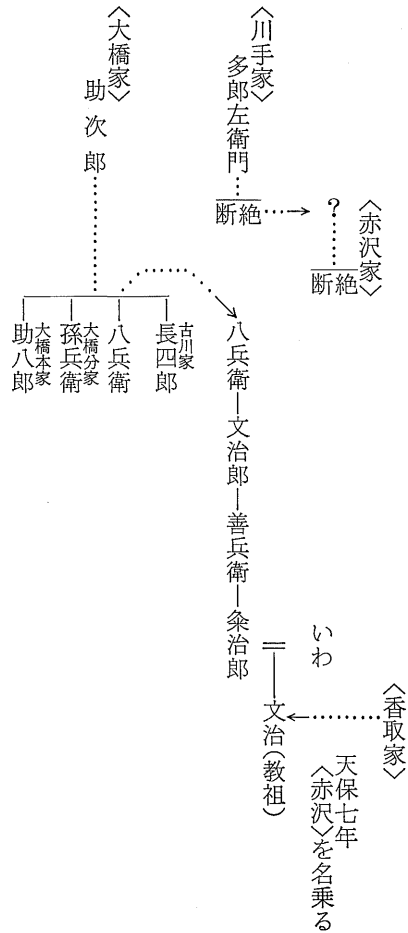 〈香取家〉
天保七年
〈赤沢〉を名乗る
いわ
文治(教祖)
〈赤沢家〉
?
断絶
〈川手家〉
多郎左衛門
断絶
八兵衛
文治郎
善兵衛
粂治郎
〈大橋家〉
助次郎
古川家
長四郎
八兵衛
大橋分家
孫兵衛
大橋本家
助八郎